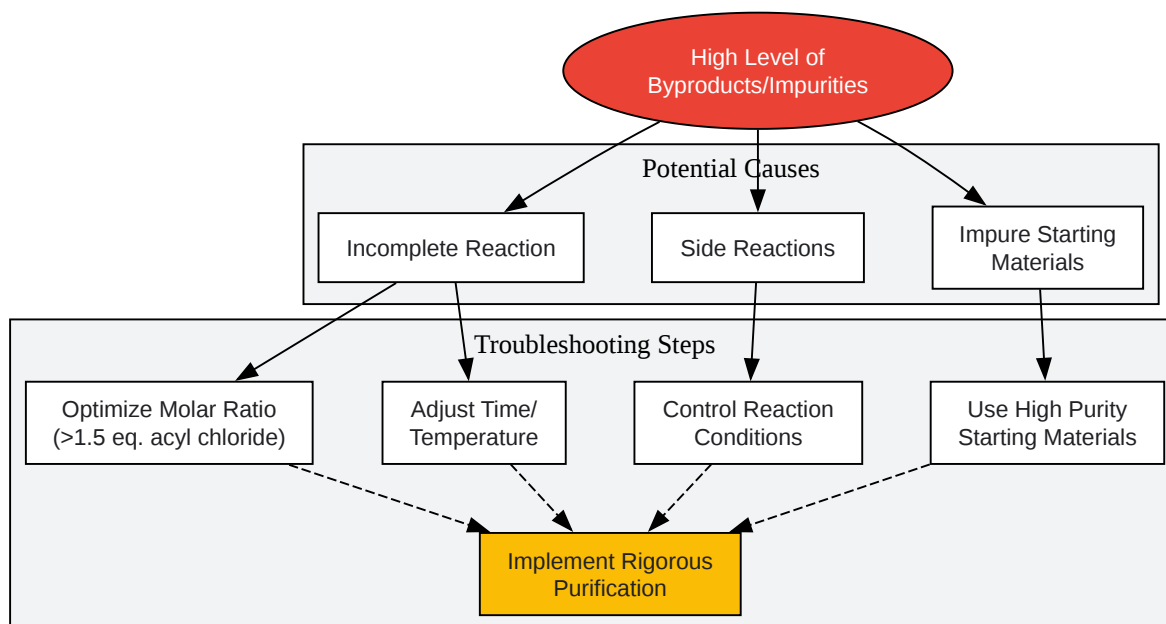 High Level of
Byproducts/Impurities
Potential Causes
Incomplete Reaction
Side Reactions
Impure Starting
Materials
Troubleshooting Steps
Optimize Molar Ratio
(>1.5 eq. acyl chloride)
Adjust Time/
Temperature
Control Reaction
Conditions
Use High Purity
Starting Materials
Implement Rigorous
Purification